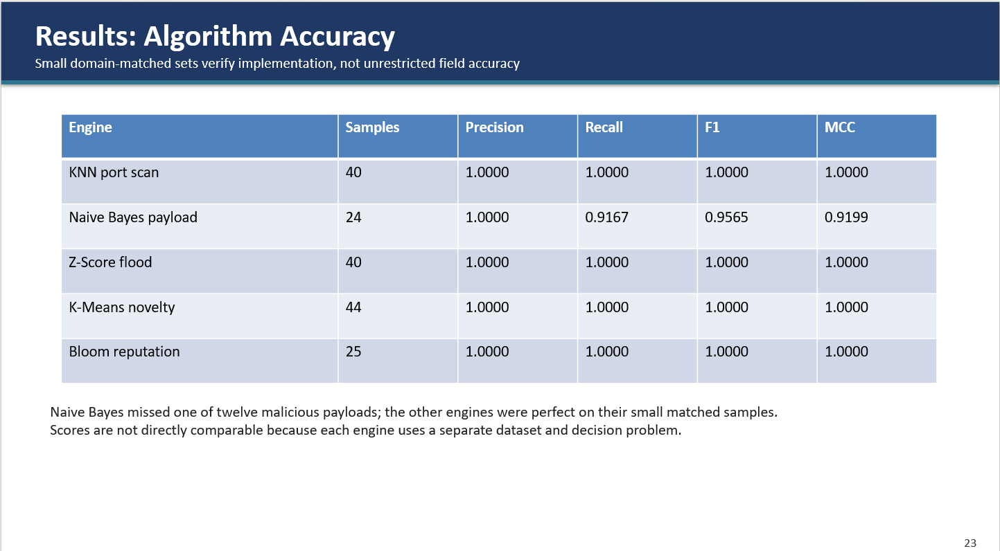 Results: Algorithm Accuracy
Small domain-matched sets verify implementation, not unrestricted field accuracy
Engine Samples Precision Recall F1 MCC
KNN port scan 40 1.0000 1.0000 1.0000 1.0000
Naive Bayes payload 24 1.0000 0.9167 0.9565 0.9199
Z-Score flood 40 1.0000 1.0000 1.0000 1.0000
K-Means novelty 44 1.0000 1.0000 1.0000 1.0000
Bloom reputation 25 1.0000 1.0000 1.0000 1.0000
Naive Bayes missed one of twelve malicious payloads; the other engines were perfect on their small matched samples.
Scores are not directly comparable because each engine uses a separate dataset and decision problem.
23